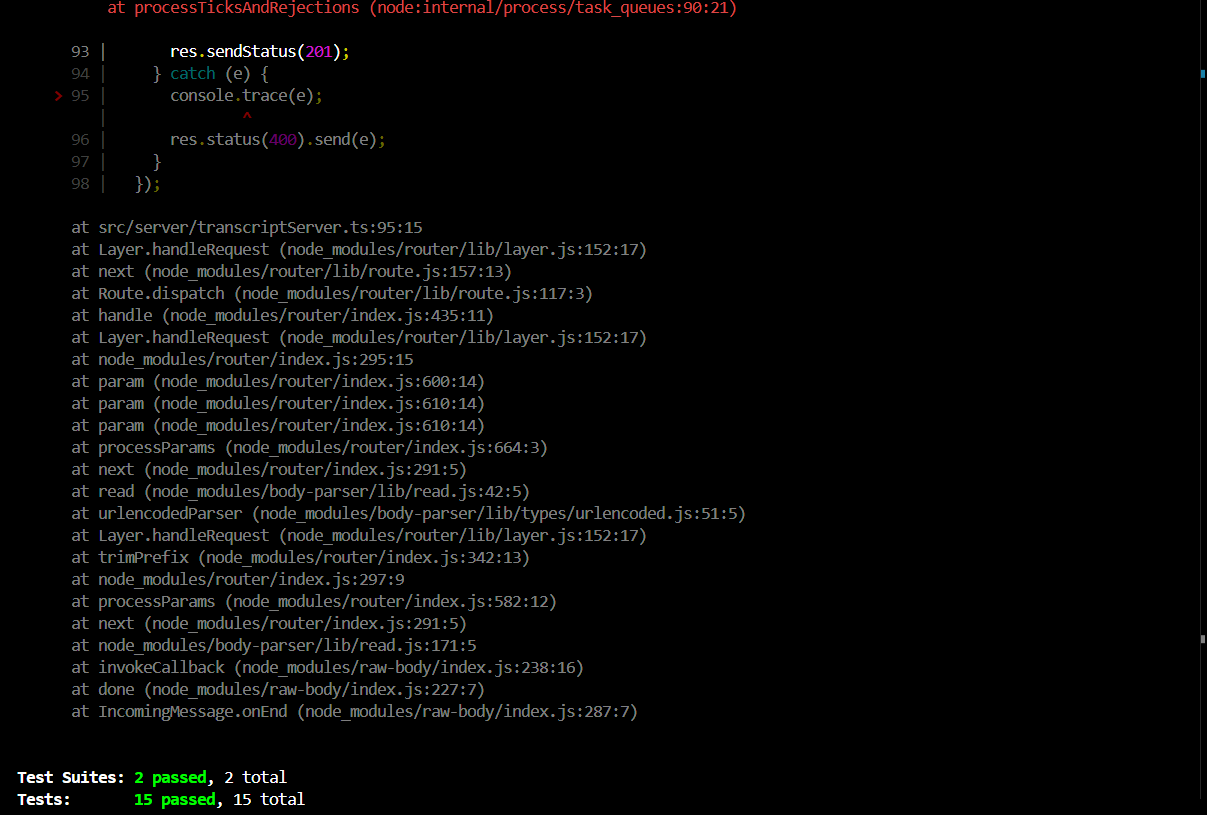 at processTicksAndRejections (node:internal/process/task_queues:90:21)
93 |       res.sendStatus(201);
94 |     } catch (e) {
> 95 |       console.trace(e);
|               ^
96 |       res.status(400).send(e);
97 |     }
98 |   });
at src/server/transcriptServer.ts:95:15
at Layer.handleRequest (node_modules/router/lib/layer.js:152:17)
at next (node_modules/router/lib/route.js:157:13)
at Route.dispatch (node_modules/router/lib/route.js:117:3)
at handle (node_modules/router/index.js:435:11)
at Layer.handleRequest (node_modules/router/lib/layer.js:152:17)
at node_modules/router/index.js:295:15
at param (node_modules/router/index.js:600:14)
at param (node_modules/router/index.js:610:14)
at param (node_modules/router/index.js:610:14)
at processParams (node_modules/router/index.js:664:3)
at next (node_modules/router/index.js:291:5)
at read (node_modules/body-parser/lib/read.js:42:5)
at urlencodedParser (node_modules/body-parser/lib/types/urlencoded.js:51:5)
at Layer.handleRequest (node_modules/router/lib/layer.js:152:17)
at trimPrefix (node_modules/router/index.js:342:13)
at node_modules/router/index.js:297:9
at processParams (node_modules/router/index.js:582:12)
at next (node_modules/router/index.js:291:5)
at node_modules/body-parser/lib/read.js:171:5
at invokeCallback (node_modules/raw-body/index.js:238:16)
at done (node_modules/raw-body/index.js:227:7)
at IncomingMessage.onEnd (node_modules/raw-body/index.js:287:7)
Test Suites: 2 passed, 2 total
Tests:       15 passed, 15 total